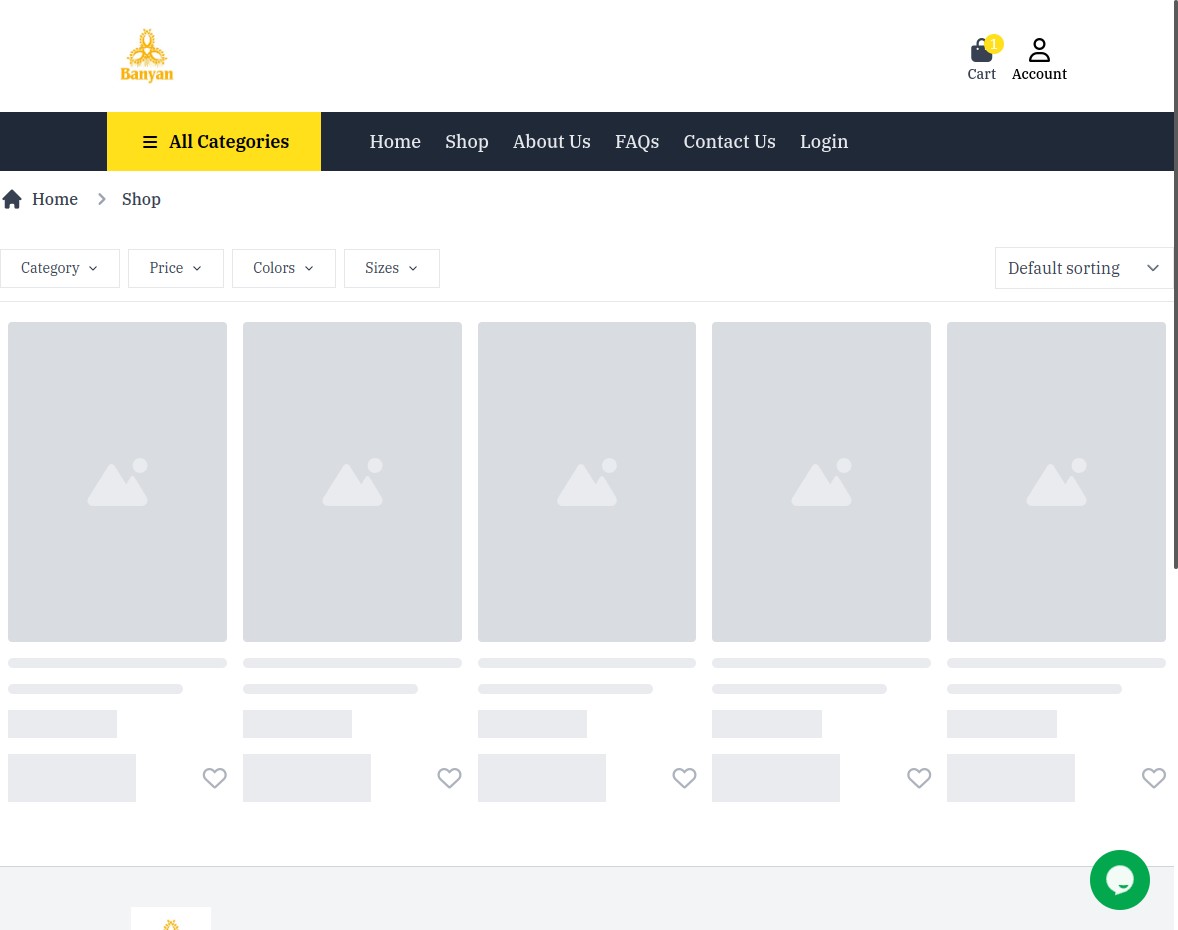 Banyan
1
Cart
Account
All Categories
Home
Shop
About Us
FAQs
Contact Us
Login
Home
Shop
Category
Price
Colors
Sizes
Default sorting